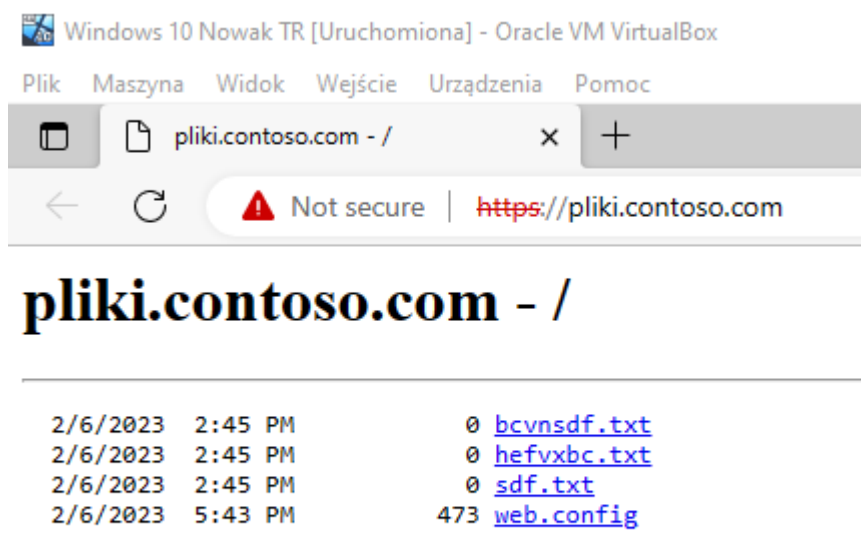 Windows 10 Nowak TR [Uruchomiona] - Oracle VM VirtualBox
Plik Maszyna Widok Wejście Urządzenia Pomoc
pliki.contoso.com - /
Not secure https://pliki.contoso.com
pliki.contoso.com - /
2/6/2023 2:45 PM 0 bcvnsdf.txt
2/6/2023 2:45 PM 0 hefvxbc.txt
2/6/2023 2:45 PM 0 sdf.txt
2/6/2023 5:43 PM 473 web.config